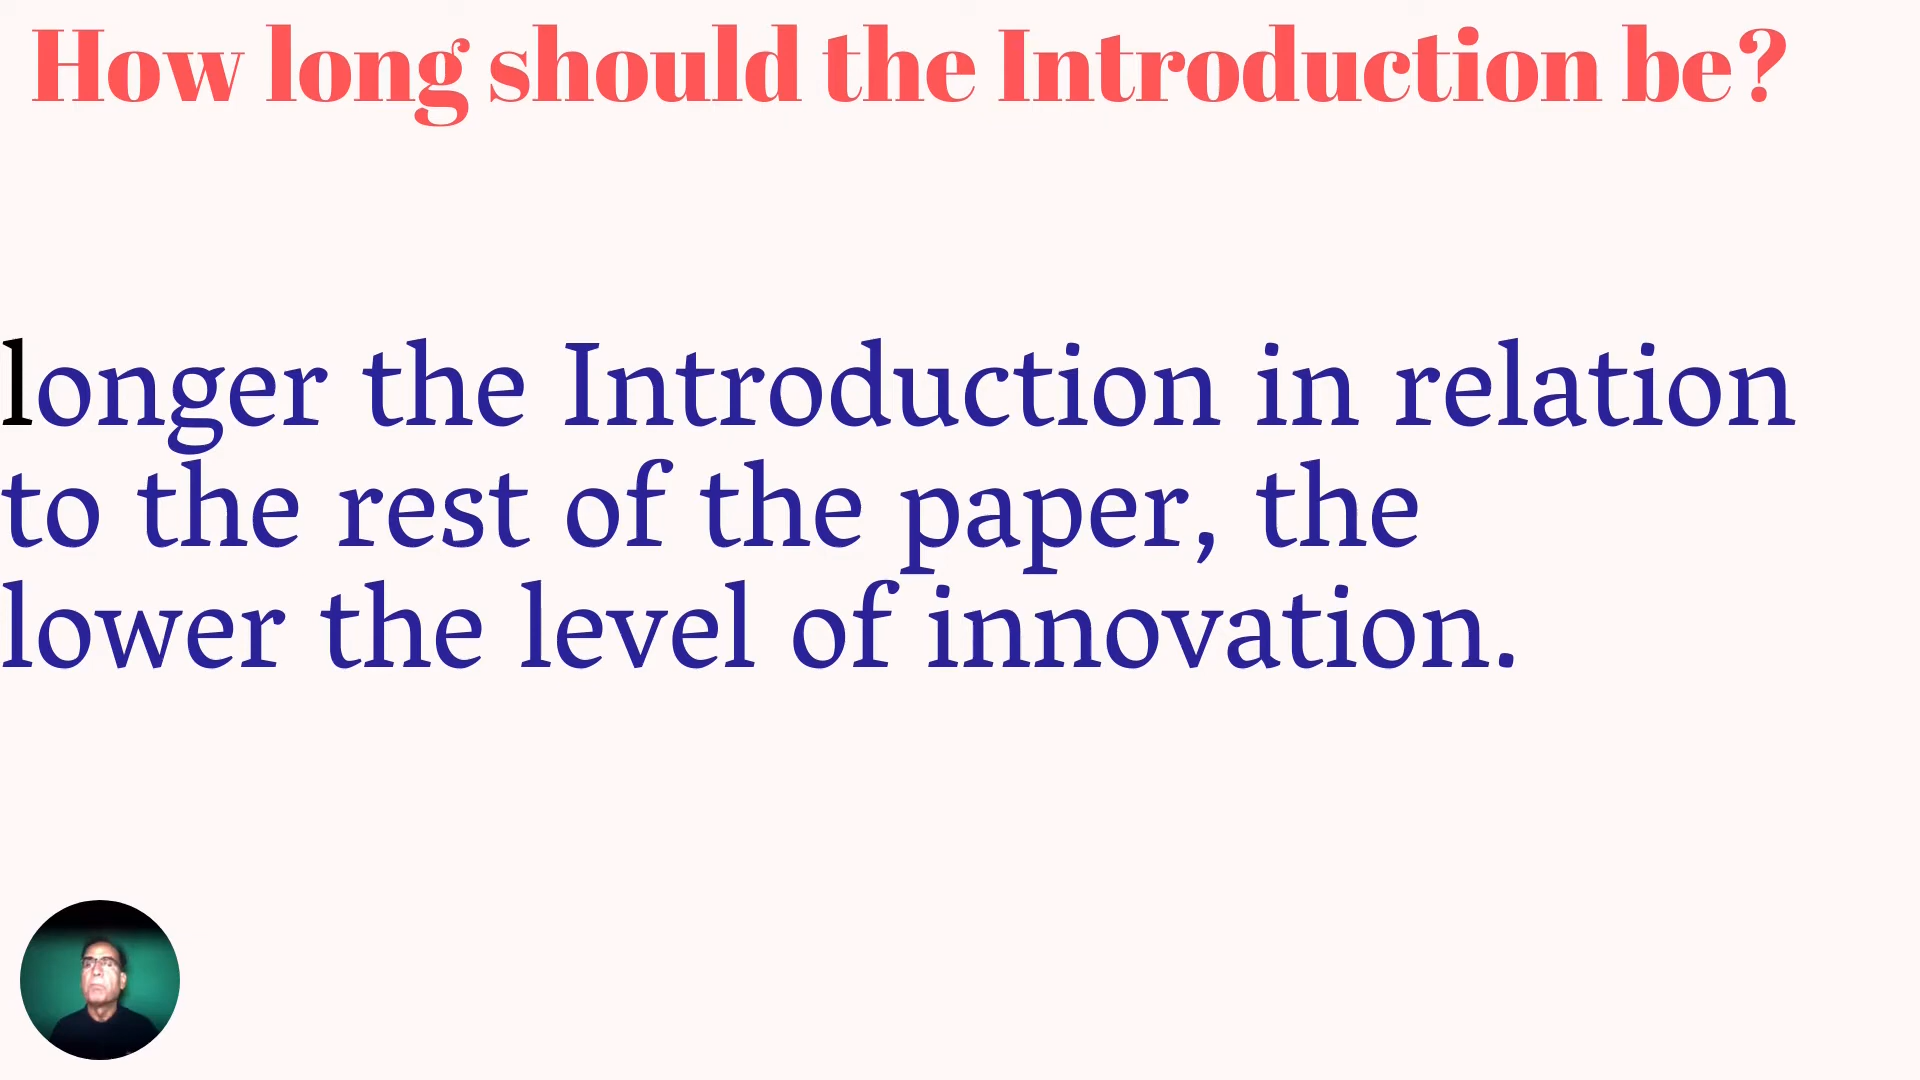 How long should the Introduction be?
longer the Introduction in relation
to the rest of the paper, the
lower the level of innovation.